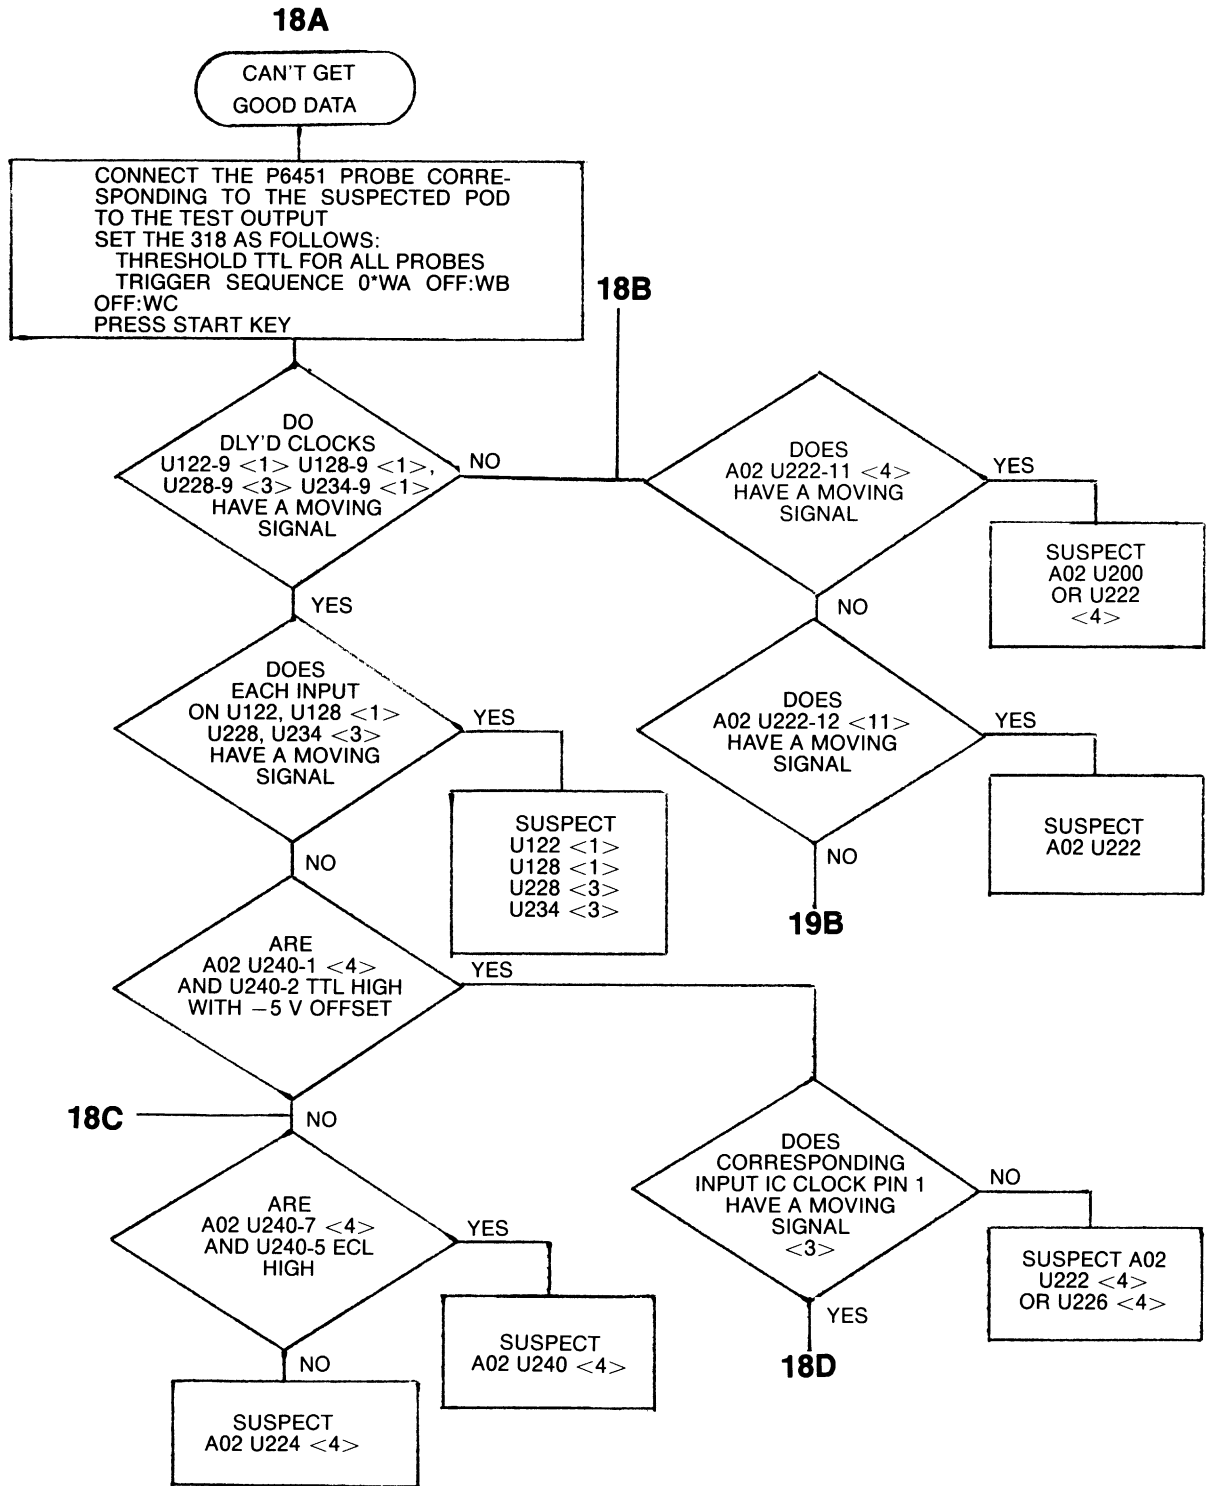 18A
CAN'T GET
GOOD DATA
CONNECT THE P6451 PROBE CORRE-
SPONDING TO THE SUSPECTED POD
TO THE TEST OUTPUT
SET THE 318 AS FOLLOWS:
THRESHOLD TTL FOR ALL PROBES
TRIGGER SEQUENCE 0*WA OFF:WB
OFF:WC
PRESS START KEY
18B
DO
DLY'D CLOCKS
U122-9 <1> U128-9 <1>,
U228-9 <3> U234-9 <1>
HAVE A MOVING
SIGNAL
NO
YES
DOES
A02 U222-11 <4>
HAVE A MOVING
SIGNAL
YES
SUSPECT
A02 U200
OR U222
<4>
NO
DOES
EACH INPUT
ON U122, U128 <1>
U228, U234 <3>
HAVE A MOVING
SIGNAL
YES
SUSPECT
U122 <1>
U128 <1>
U228 <3>
U234 <3>
NO
DOES
A02 U222-12 <11>
HAVE A MOVING
SIGNAL
YES
SUSPECT
A02 U222
NO
19B
ARE
A02 U240-1 <4>
AND U240-2 TTL HIGH
WITH −5 V OFFSET
YES
18C
NO
DOES
CORRESPONDING
INPUT IC CLOCK PIN 1
HAVE A MOVING
SIGNAL
<3>
NO
SUSPECT A02
U222 <4>
OR U226 <4>
YES
18D
ARE
A02 U240-7 <4>
AND U240-5 ECL
HIGH
YES
SUSPECT
A02 U240 <4>
NO
SUSPECT
A02 U224 <4>